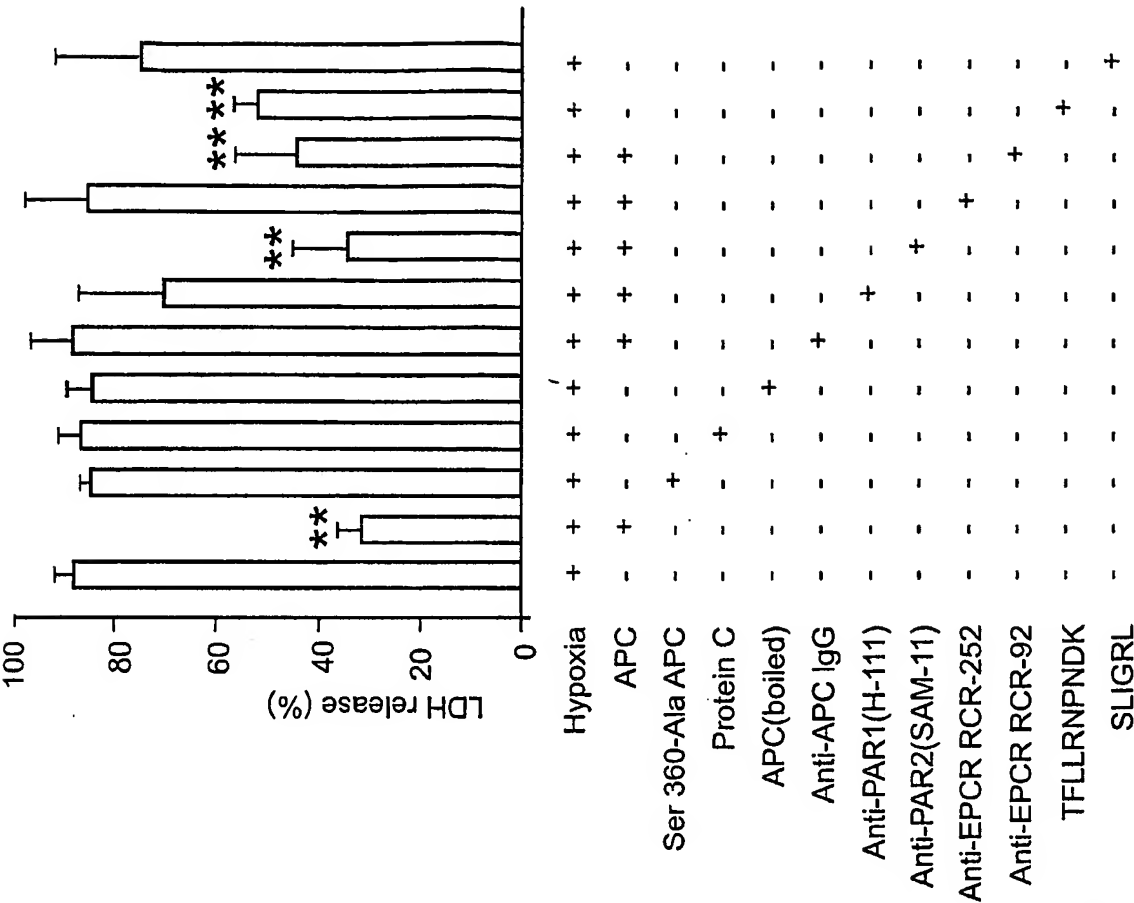 100
80
60
40
20
0
LDH release (%)
** ** ** **
Hypoxia + + + + + + + + + + + +
APC - + - - - + + + + + - -
Ser 360-Ala APC - - + - - - - - - - - -
Protein C - - - + - - - - - - - -
APC(boiled) - - - - + - - - - - - -
Anti-APC IgG - - - - - + - - - - - -
Anti-PAR1(H-111) - - - - - - + - - - - -
Anti-PAR2(SAM-11) - - - - - - - + - - - -
Anti-EPCR RCR-252 - - - - - - - - + - - -
Anti-EPCR RCR-92 - - - - - - - - - + - -
TFLLRNPNDK - - - - - - - - - - + -
SLIGRL - - - - - - - - - - - +